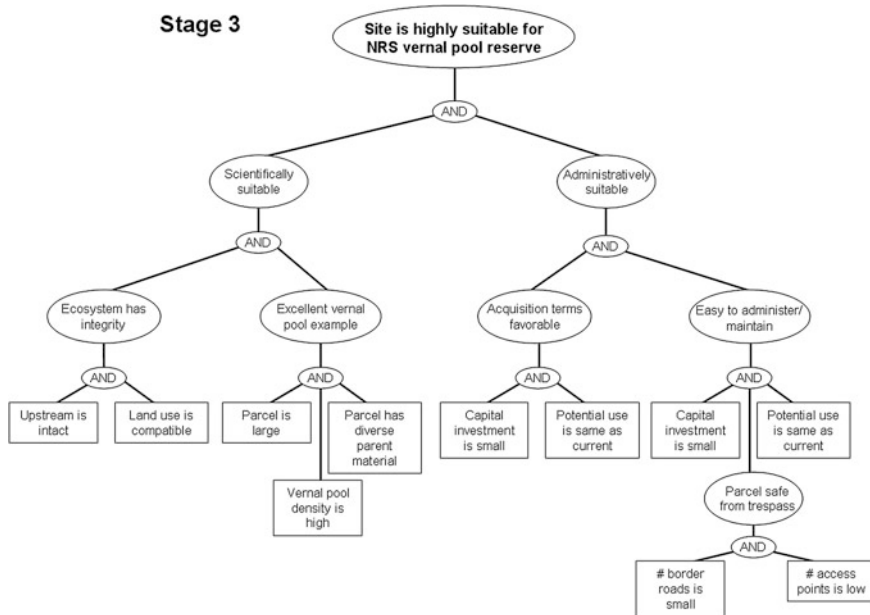 Stage 3
Site is highly suitable for
NRS vernal pool reserve
AND
Scientifically
suitable
Administratively
suitable
AND
AND
Ecosystem has
integrity
Excellent vernal
pool example
Acquisition terms
favorable
Easy to administer/
maintain
AND
AND
AND
AND
Upstream is
intact
Land use is
compatible
Parcel is
large
Parcel has
diverse
parent
material
Capital
investment
is small
Potential use
is same as
current
Capital
investment
is small
Potential use
is same as
current
Vernal pool
density is
high
Parcel safe
from trespass
AND
# border
roads is
small
# access
points is low